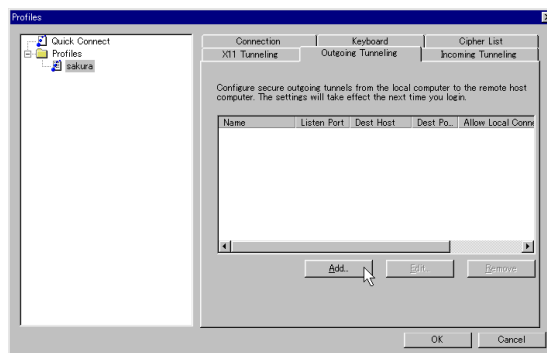 Profiles
Quick Connect
Profiles
sakura
Connection
Keyboard
Cipher List
X11 Tunneling
Outgoing Tunneling
Incoming Tunneling
Configure secure outgoing tunnels from the local computer to the remote host
computer. The settings will take effect the next time you login.
Name
Listen Port
Dest Host
Dest Po...
Allow Local Conne
Add..
Edit..
Remove
OK
Cancel